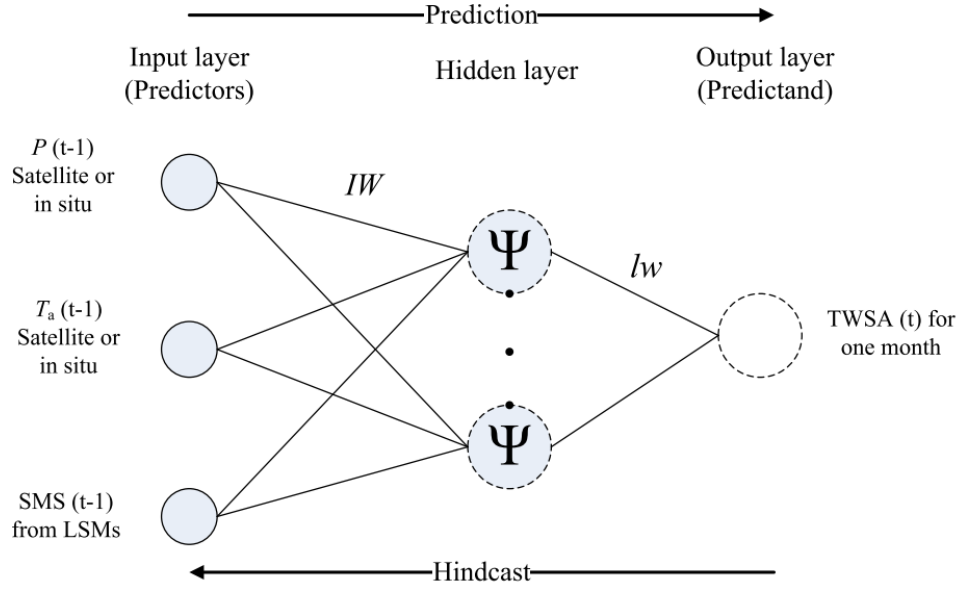 Prediction
Input layer
(Predictors)
Hidden layer
Output layer
(Predictand)
P (t-1)
Satellite or
in situ
IW
Ψ
lw
Ta (t-1)
Satellite or
in situ
TWSA (t) for
one month
Ψ
SMS (t-1)
from LSMs
Hindcast